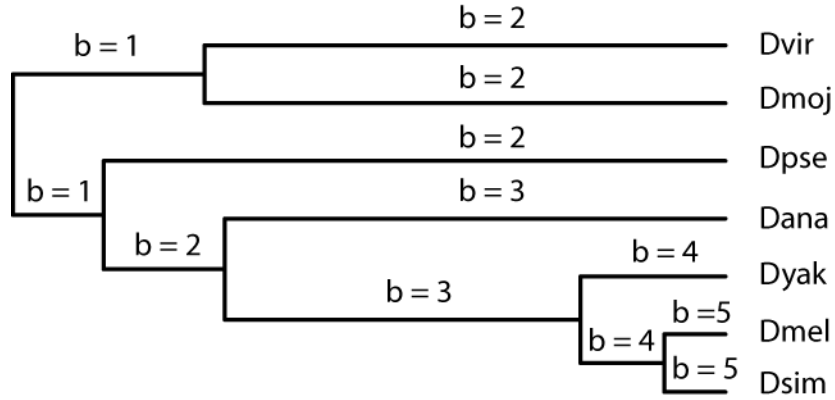 b = 2
Dvir
b = 1
b = 2
Dmoj
b = 2
Dpse
b = 1
b = 3
Dana
b = 2
b = 4
Dyak
b = 3
b =5
Dmel
b = 4
b = 5
Dsim